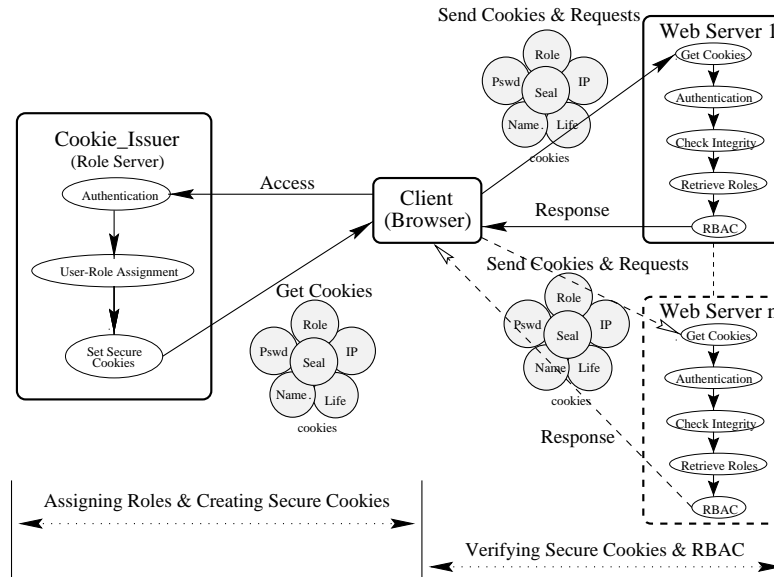 Send Cookies & Requests
Role
Pswd
IP
Seal
Name.
Life
cookies
Web Server 1
Get Cookies
Authentication
Check Integrity
Retrieve Roles
RBAC
Cookie_Issuer
(Role Server)
Authentication
User-Role Assignment
Set Secure
Cookies
Access
Client
(Browser)
Response
Get Cookies
Role
Pswd
IP
Seal
Name.
Life
cookies
Send Cookies & Requests
Role
Pswd
IP
Seal
Name
Life
cookies
Response
Web Server n
Get Cookies
Authentication
Check Integrity
Retrieve Roles
RBAC
Assigning Roles & Creating Secure Cookies
Verifying Secure Cookies & RBAC